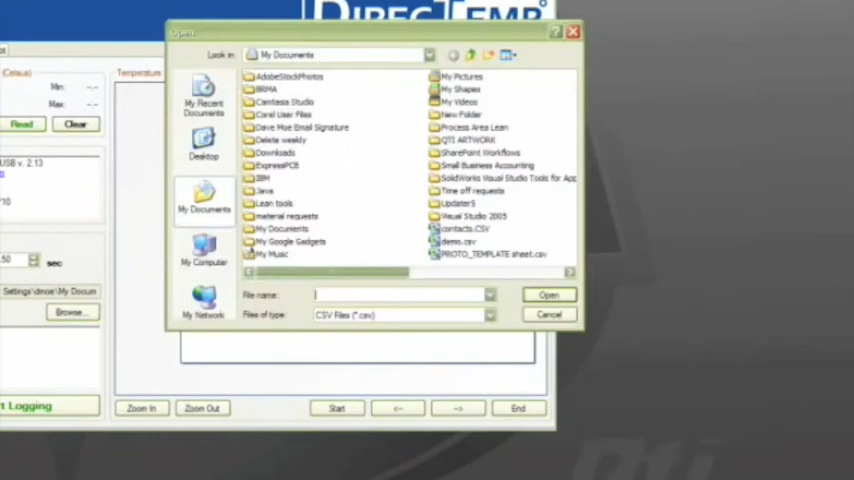 DIRECTEMP°
Open
Look in:
My Documents
My Recent
Documents
Desktop
My Documents
My Computer
My Network
AdobeStockPhotos
BRMA
Camtasia Studio
Corel User Files
Dave Moe Email Signature
Delete weekly
Downloads
ExpressPCB
IBM
Java
Lean tools
material requests
My Documents
My Google Gadgets
My Music
My Pictures
My Shapes
My Videos
New Folder
Process Area Lean
QTI ARTWORK
SharePoint Workflows
Small Business Accounting
SolidWorks Visual Studio Tools for App
Time off requests
Updater5
Visual Studio 2005
contacts.CSV
demo.csv
PROTO_TEMPLATE sheet.csv
File name:
Files of type:
CSV Files (*.csv)
Open
Cancel
(Celsius)
Min: --.-
Max: --.-
Read
Clear
USB v. 2.13
/10
.50
sec
Settings\dmoe\My Docum
Browse...
t Logging
Temperature
Zoom In
Zoom Out
Start
<--
-->
End
Qti